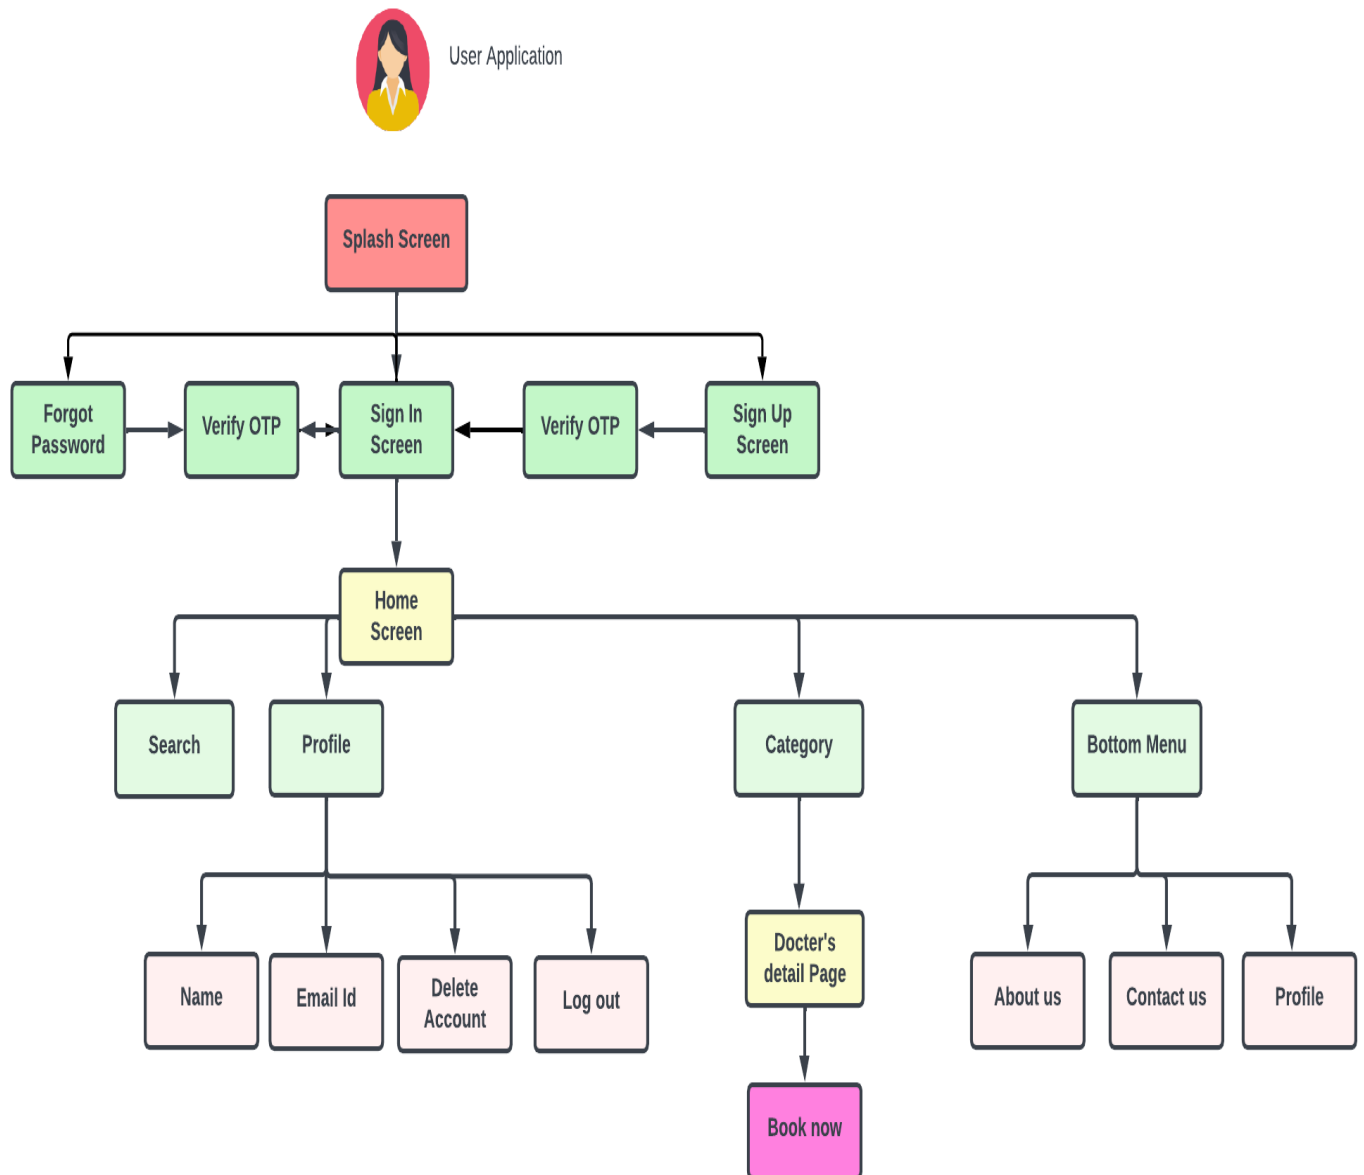 User Application
Splash Screen
Forgot
Password
Verify OTP
Sign In
Screen
Verify OTP
Sign Up
Screen
Home
Screen
Search
Profile
Category
Bottom Menu
Name
Email Id
Delete
Account
Log out
Docter's
detail Page
About us
Contact us
Profile
Book now